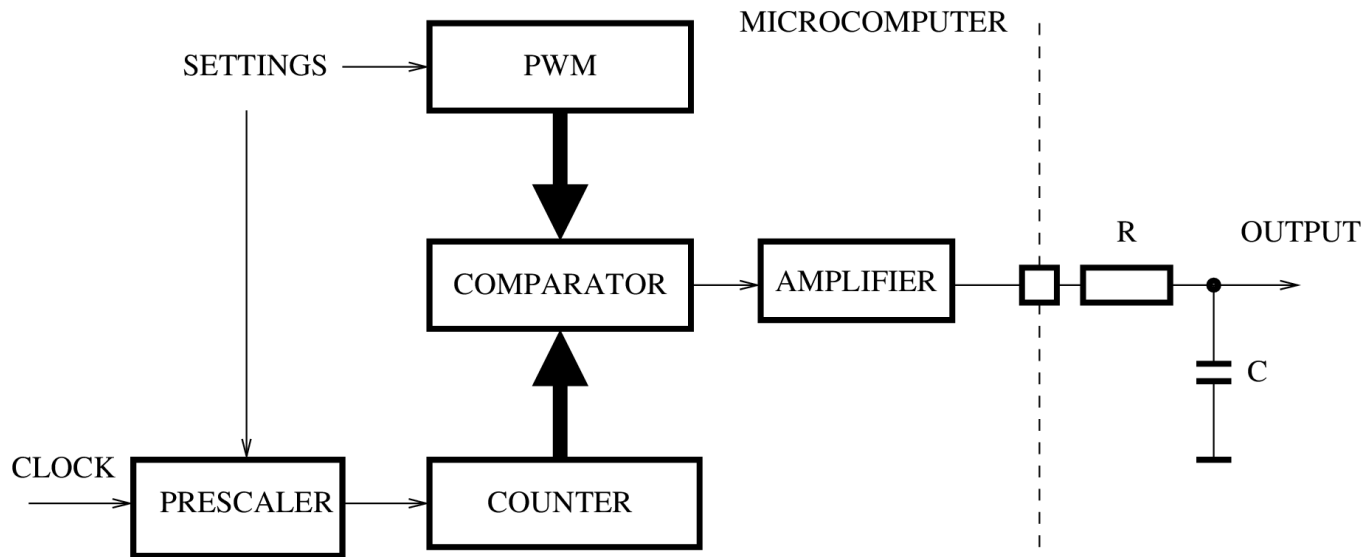 MICROCOMPUTER
SETTINGS
PWM
R
OUTPUT
COMPARATOR
AMPLIFIER
C
CLOCK
PRESCALER
COUNTER